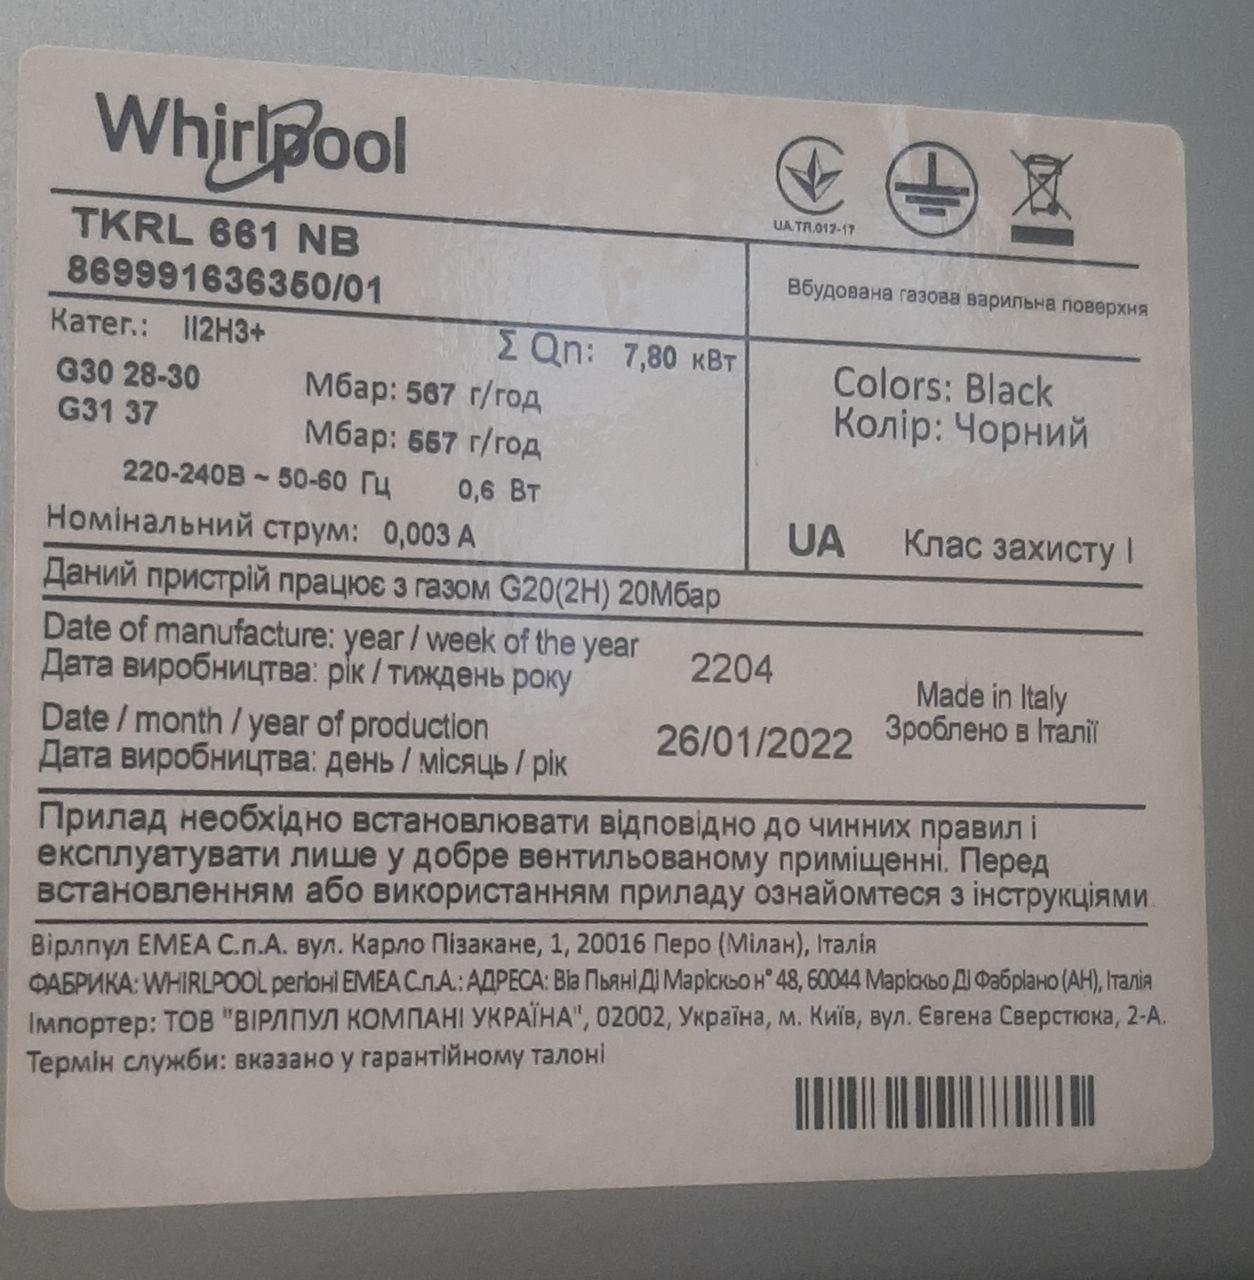 Whirlpool
UA.TR.012-17
TKRL 661 NB
869991636350/01
Вбудована газова варильна поверхня
Катег.: II2H3+
Σ Qn: 7,80 кВт
G30 28-30 Мбар: 567 г/год
G31 37 Мбар: 557 г/год
220-240В ~ 50-60 Гц 0,6 Вт
Номінальний струм: 0,003 А
Colors: Black
Колір: Чорний
UA Клас захисту I
Даний пристрій працює з газом G20(2H) 20Мбар
Date of manufacture: year / week of the year
Дата виробництва: рік / тиждень року
2204
Date / month / year of production
Дата виробництва: день / місяць / рік
26/01/2022
Made in Italy
Зроблено в Італії
Прилад необхідно встановлювати відповідно до чинних правил і
експлуатувати лише у добре вентильованому приміщенні. Перед
встановленням або використанням приладу ознайомтеся з інструкціями.
Вірлпул ЕМЕА С.п.А. вул. Карло Пізакане, 1, 20016 Перо (Мілан), Італія
ФАБРИКА: WHIRLPOOL регіоні ЕМЕА С.п.А.: АДРЕСА: Віа Пьяні Ді Маріскьо н° 48, 60044 Маріскьо Ді Фабріано (АН), Італія
Імпортер: ТОВ "ВІРЛПУЛ КОМПАНІ УКРАЇНА", 02002, Україна, м. Київ, вул. Євгена Сверстюка, 2-А.
Термін служби: вказано у гарантійному талоні